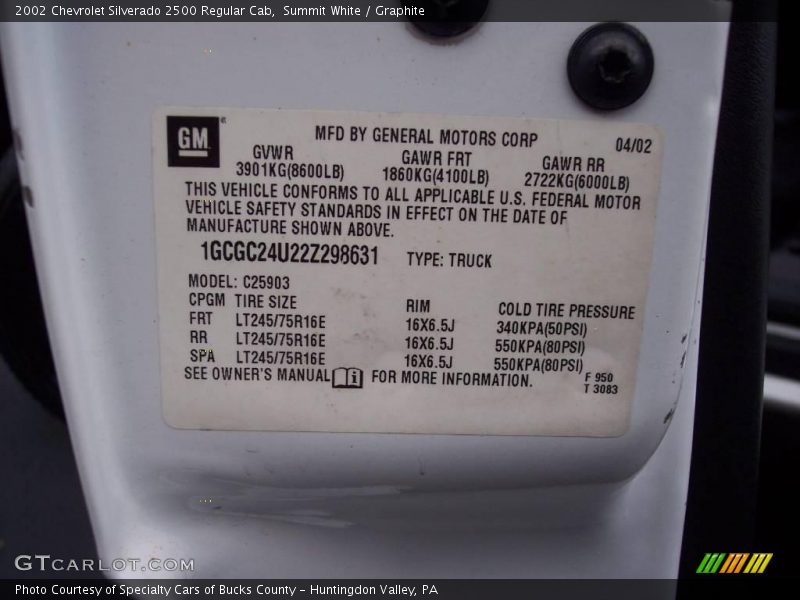 2002 Chevrolet Silverado 2500 Regular Cab,  Summit White / Graphite
GM
MFD BY GENERAL MOTORS CORP 04/02
GVWR GAWR FRT GAWR RR
3901KG(8600LB) 1860KG(4100LB) 2722KG(6000LB)
THIS VEHICLE CONFORMS TO ALL APPLICABLE U.S. FEDERAL MOTOR
VEHICLE SAFETY STANDARDS IN EFFECT ON THE DATE OF
MANUFACTURE SHOWN ABOVE.
1GCGC24U22Z298631 TYPE: TRUCK
MODEL: C25903
CPGM TIRE SIZE RIM COLD TIRE PRESSURE
FRT LT245/75R16E 16X6.5J 340KPA(50PSI)
RR LT245/75R16E 16X6.5J 550KPA(80PSI)
SPA LT245/75R16E 16X6.5J 550KPA(80PSI)
SEE OWNER'S MANUAL FOR MORE INFORMATION.
F 950
T 3083
GTCARLOT.COM
Photo Courtesy of Specialty Cars of Bucks County - Huntingdon Valley, PA